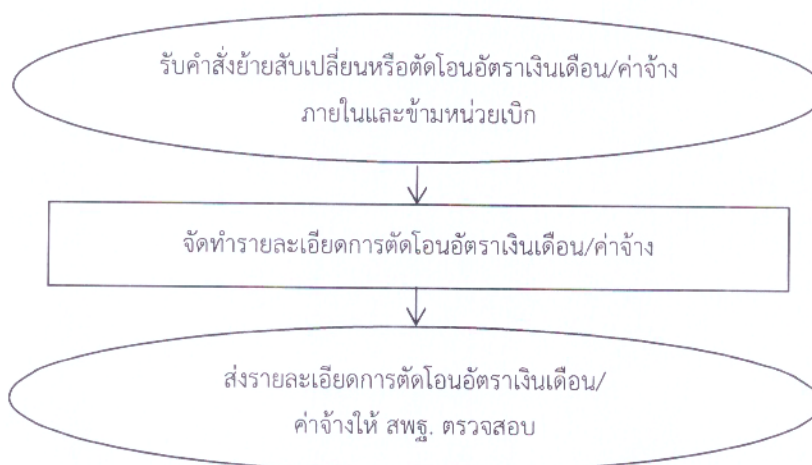 รับคำสั่งย้ายสับเปลี่ยนหรือตัดโอนอัตราเงินเดือน/ค่าจ้าง
ภายในและข้ามหน่วยเบิก
จัดทำรายละเอียดการตัดโอนอัตราเงินเดือน/ค่าจ้าง
ส่งรายละเอียดการตัดโอนอัตราเงินเดือน/
ค่าจ้างให้ สพฐ. ตรวจสอบ